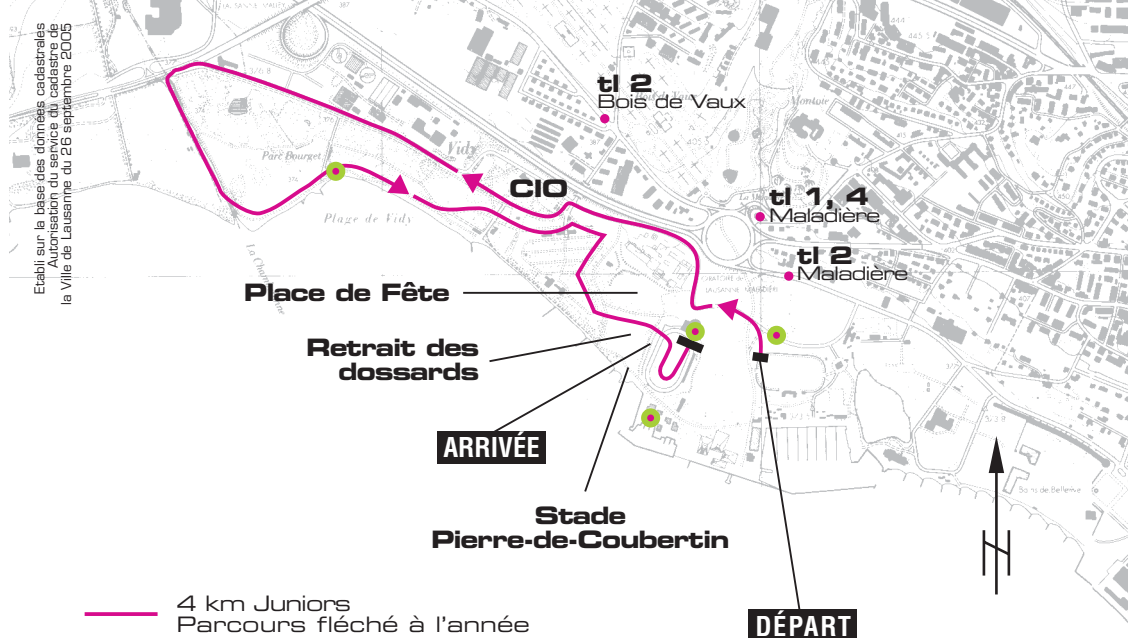 Etabli sur la base des données cadastrales
Autorisation du service du cadastre de
la Ville de Lausanne du 26 septembre 2005
tl 2
Bois de Vaux
Vidy
Parc Bourget
CIO
tl 1, 4
Maladière
Plage de Vidy
tl 2
Maladière
Place de Fête
Retrait des
dossards
ARRIVÉE
Stade
Pierre-de-Coubertin
Bains de Bellerive
N
4 km Juniors
Parcours fléché à l'année
DÉPART